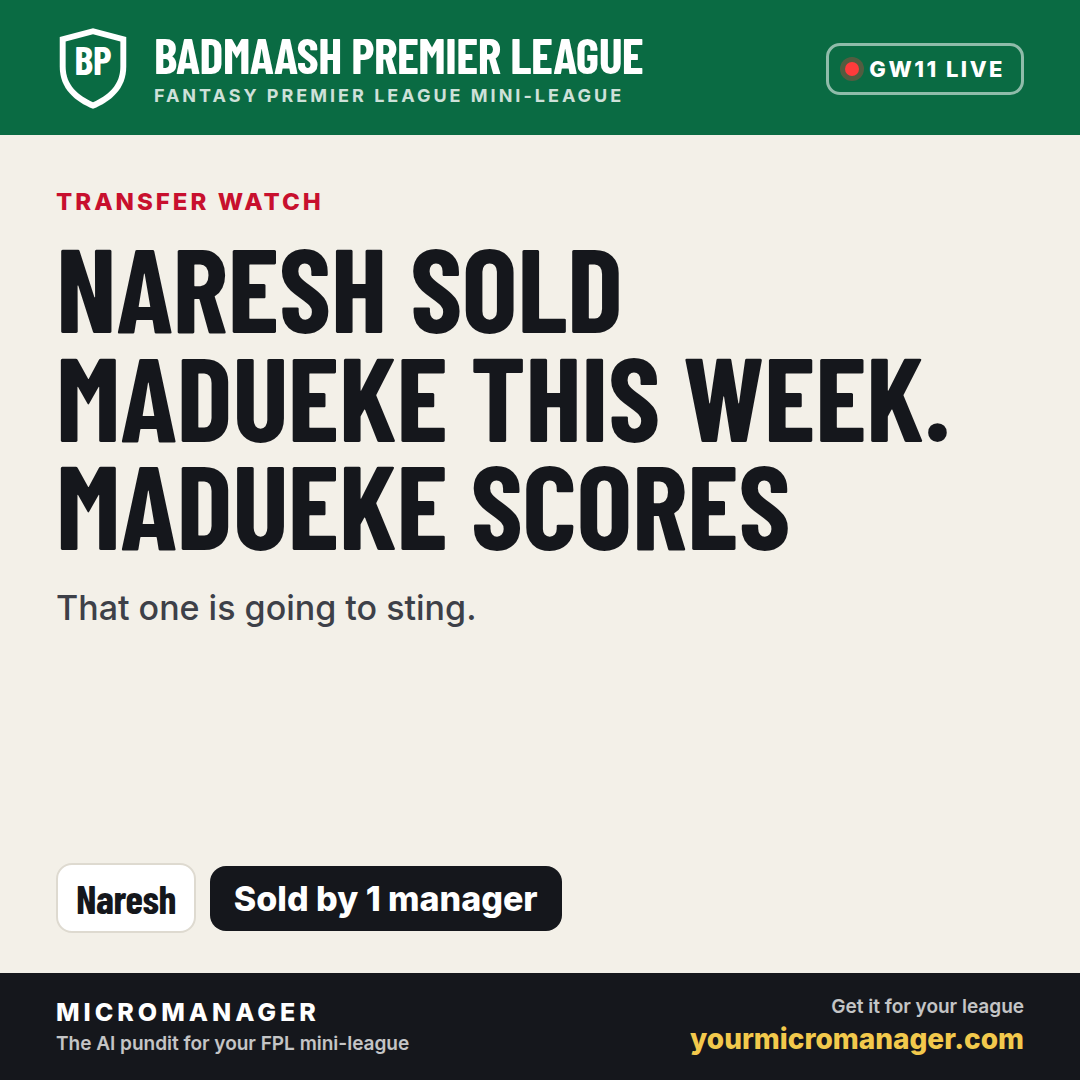 BP
BADMAASH PREMIER LEAGUE
FANTASY PREMIER LEAGUE MINI-LEAGUE
GW11 LIVE
TRANSFER WATCH
NARESH SOLD
MADUEKE THIS WEEK.
MADUEKE SCORES
That one is going to sting.
Naresh
Sold by 1 manager
MICROMANAGER
The AI pundit for your FPL mini-league
Get it for your league
yourmicromanager.com